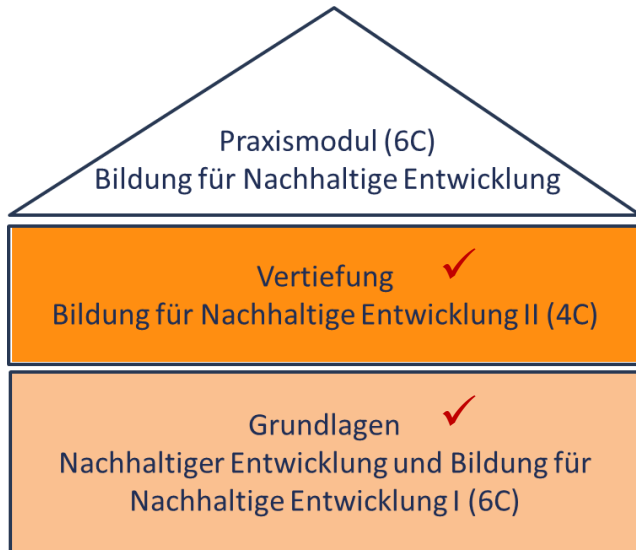 Praxismodul (6C)
Bildung für Nachhaltige Entwicklung
Vertiefung
Bildung für Nachhaltige Entwicklung II (4C)
Grundlagen
Nachhaltiger Entwicklung und Bildung für
Nachhaltige Entwicklung I (6C)